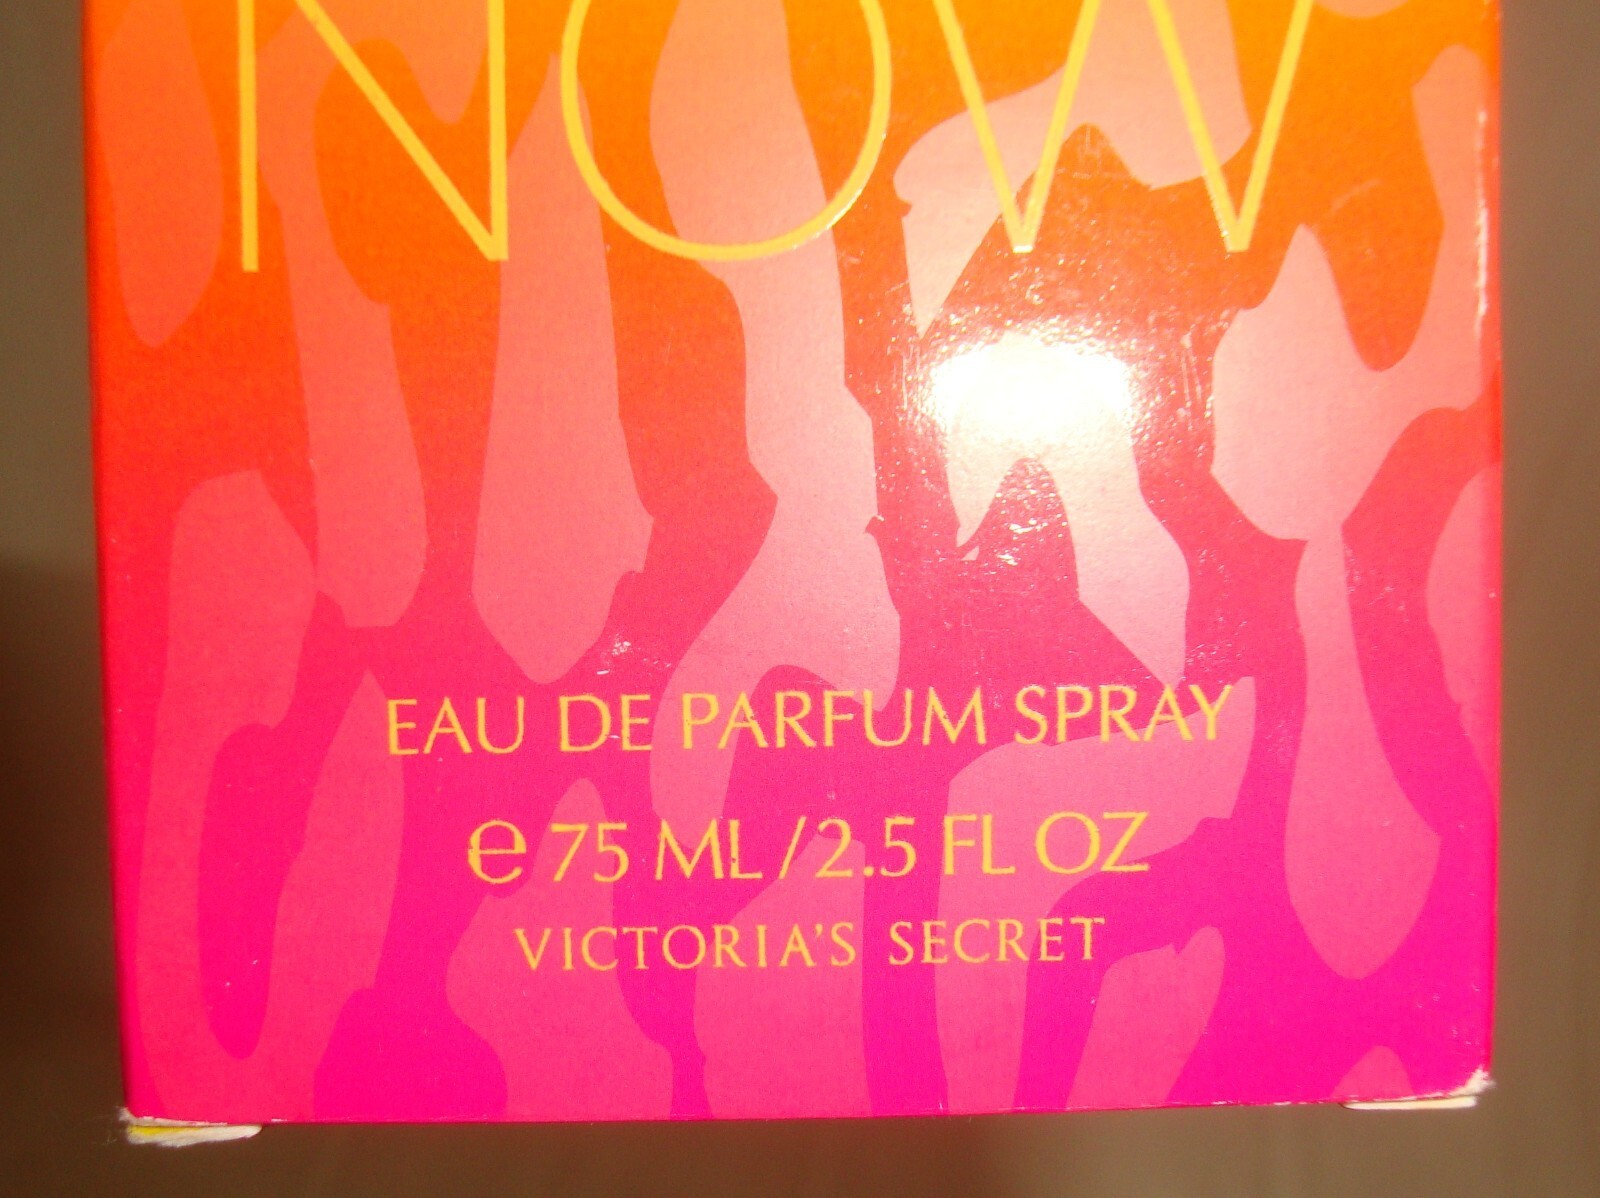 NOW
EAU DE PARFUM SPRAY
℮ 75 ML / 2.5 FL OZ
VICTORIA'S SECRET